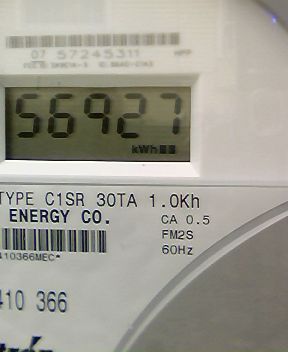 07 57245311
56927
kWh
TYPE C1SR 30TA 1.0Kh
ENERGY CO. CA 0.5
FM2S
60Hz
410366MEC*
410 366